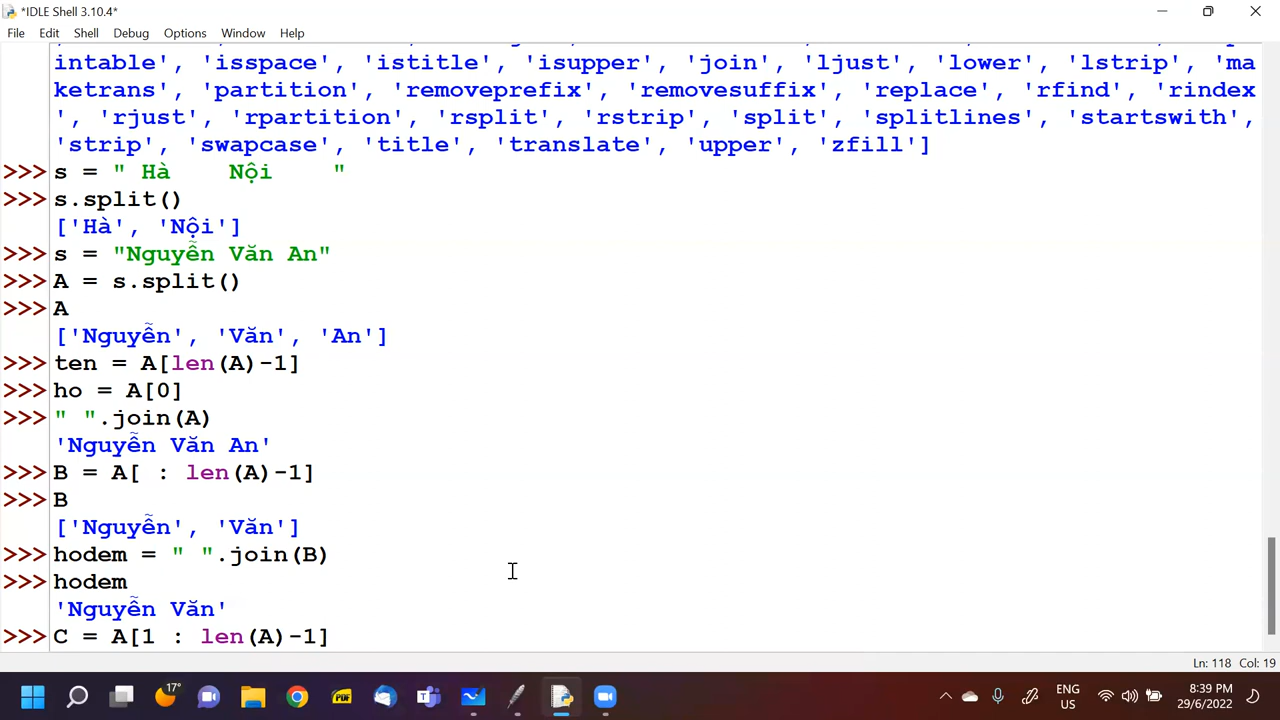 *IDLE Shell 3.10.4*
File Edit Shell Debug Options Window Help
intable', 'isspace', 'istitle', 'isupper', 'join', 'ljust', 'lower', 'lstrip', 'ma
ketrans', 'partition', 'removeprefix', 'removesuffix', 'replace', 'rfind', 'rindex
', 'rjust', 'rpartition', 'rsplit', 'rstrip', 'split', 'splitlines', 'startswith',
'strip', 'swapcase', 'title', 'translate', 'upper', 'zfill']
>>> s = " Hà    Nội    "
>>> s.split()
['Hà', 'Nội']
>>> s = "Nguyễn Văn An"
>>> A = s.split()
>>> A
['Nguyễn', 'Văn', 'An']
>>> ten = A[len(A)-1]
>>> ho = A[0]
>>> " ".join(A)
'Nguyễn Văn An'
>>> B = A[ : len(A)-1]
>>> B
['Nguyễn', 'Văn']
>>> hodem = " ".join(B)
>>> hodem
'Nguyễn Văn'
>>> C = A[1 : len(A)-1]
Ln: 118 Col: 19
17°
PDF
ENG
US
8:39 PM
29/6/2022